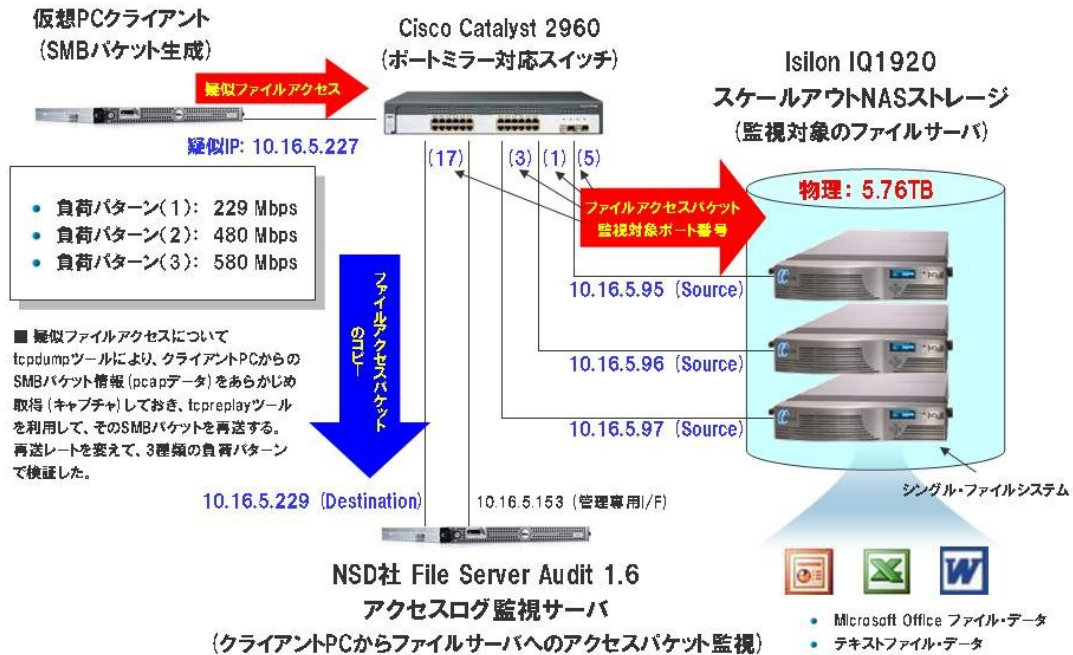 仮想PCクライアント
(SMBパケット生成)
疑似ファイルアクセス
疑似IP: 10.16.5.227
Cisco Catalyst 2960
(ポートミラー対応スイッチ)
Isilon IQ1920
スケールアウトNASストレージ
(監視対象のファイルサーバ)
(17)
(3)
(1)
(5)
ファイルアクセスパケット
監視対象ポート番号
物理: 5.76TB
• 負荷パターン(1): 229 Mbps
• 負荷パターン(2): 480 Mbps
• 負荷パターン(3): 580 Mbps
ファイルアクセスパケット
のコピー
10.16.5.95 (Source)
10.16.5.96 (Source)
10.16.5.97 (Source)
■ 疑似ファイルアクセスについて
tcpdumpツールにより、クライアントPCからの
SMBパケット情報(pcapデータ)をあらかじめ
取得(キャプチャ)しておき、tcpreplayツール
を利用して、そのSMBパケットを再送する。
再送レートを変えて、3種類の負荷パターン
で検証した。
10.16.5.229 (Destination)
10.16.5.153 (管理専用I/F)
シングル・ファイルシステム
NSD社 File Server Audit 1.6
アクセスログ監視サーバ
(クライアントPCからファイルサーバへのアクセスパケット監視)
• Microsoft Office ファイル・データ
• テキストファイル・データ